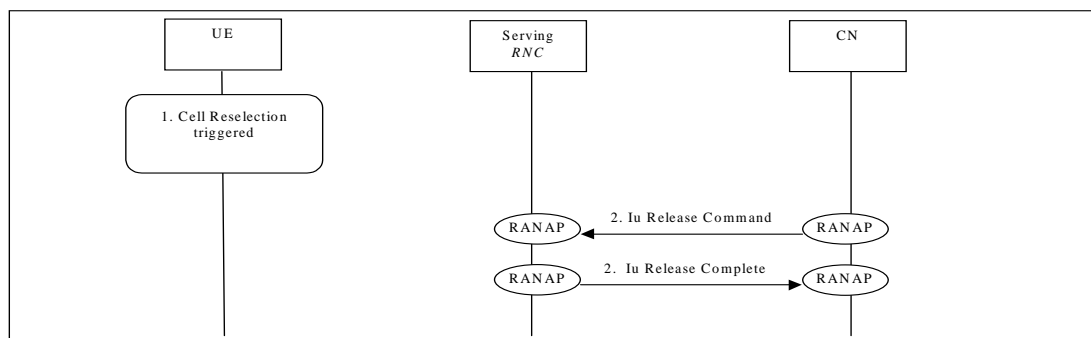 UE
Serving
RNC
CN
1. Cell Reselection
triggered
2. Iu Release Command
RANAP
RANAP
2. Iu Release Complete
RANAP
RANAP